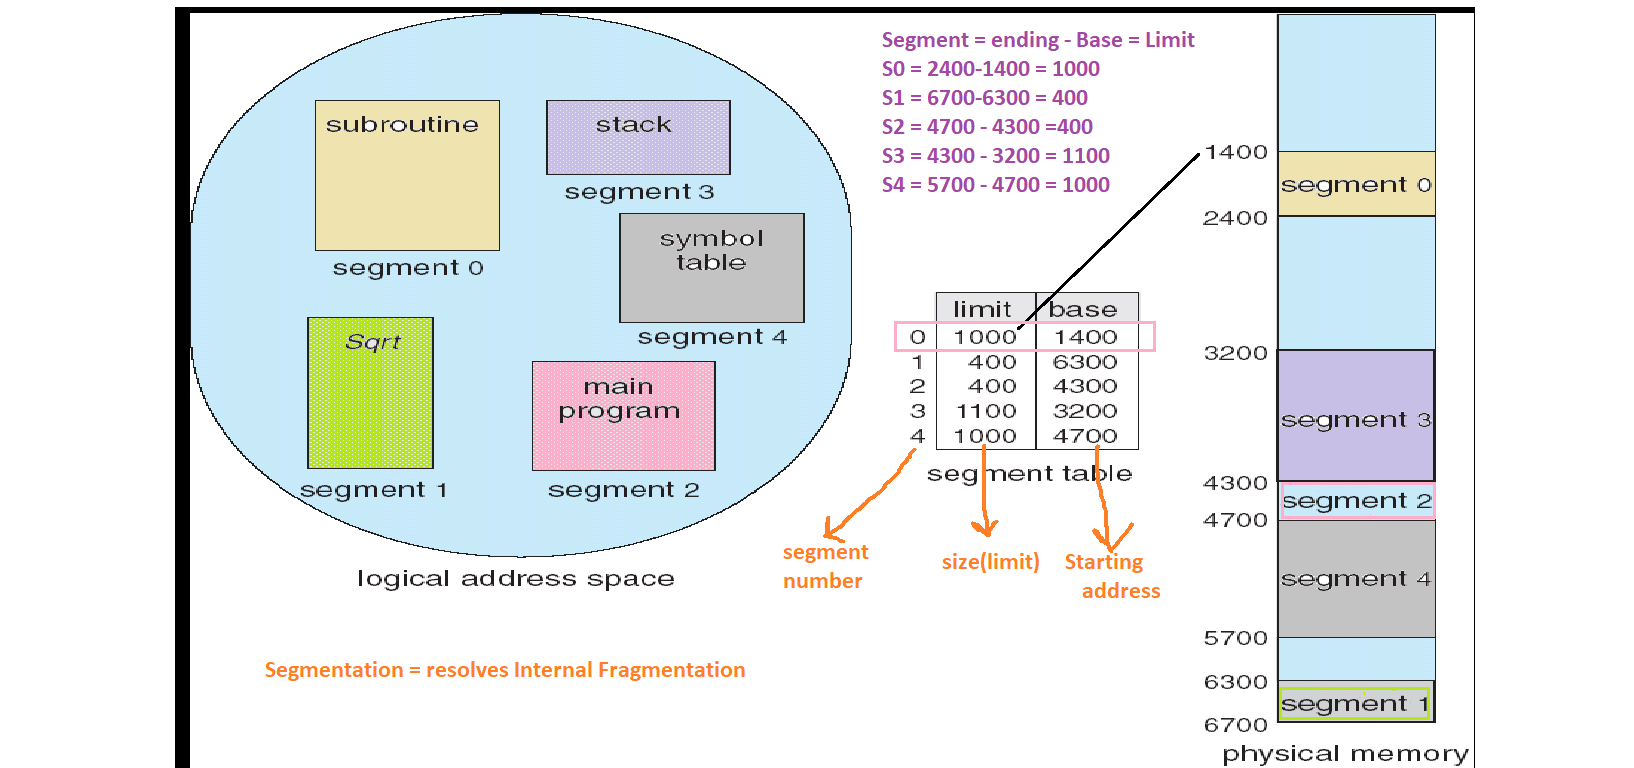 Segment = ending - Base = Limit
S0 = 2400-1400 = 1000
S1 = 6700-6300 = 400
S2 = 4700 - 4300 =400
S3 = 4300 - 3200 = 1100
S4 = 5700 - 4700 = 1000
subroutine
segment 0
stack
segment 3
symbol
table
segment 4
Sqrt
segment 1
main
program
segment 2
logical address space
limit base
0 1000 1400
1 400 6300
2 400 4300
3 1100 3200
4 1000 4700
segment table
segment
number
size(limit)
Starting
address
Segmentation = resolves Internal Fragmentation
1400
segment 0
2400
3200
segment 3
4300
segment 2
4700
segment 4
5700
6300
segment 1
6700
physical memory